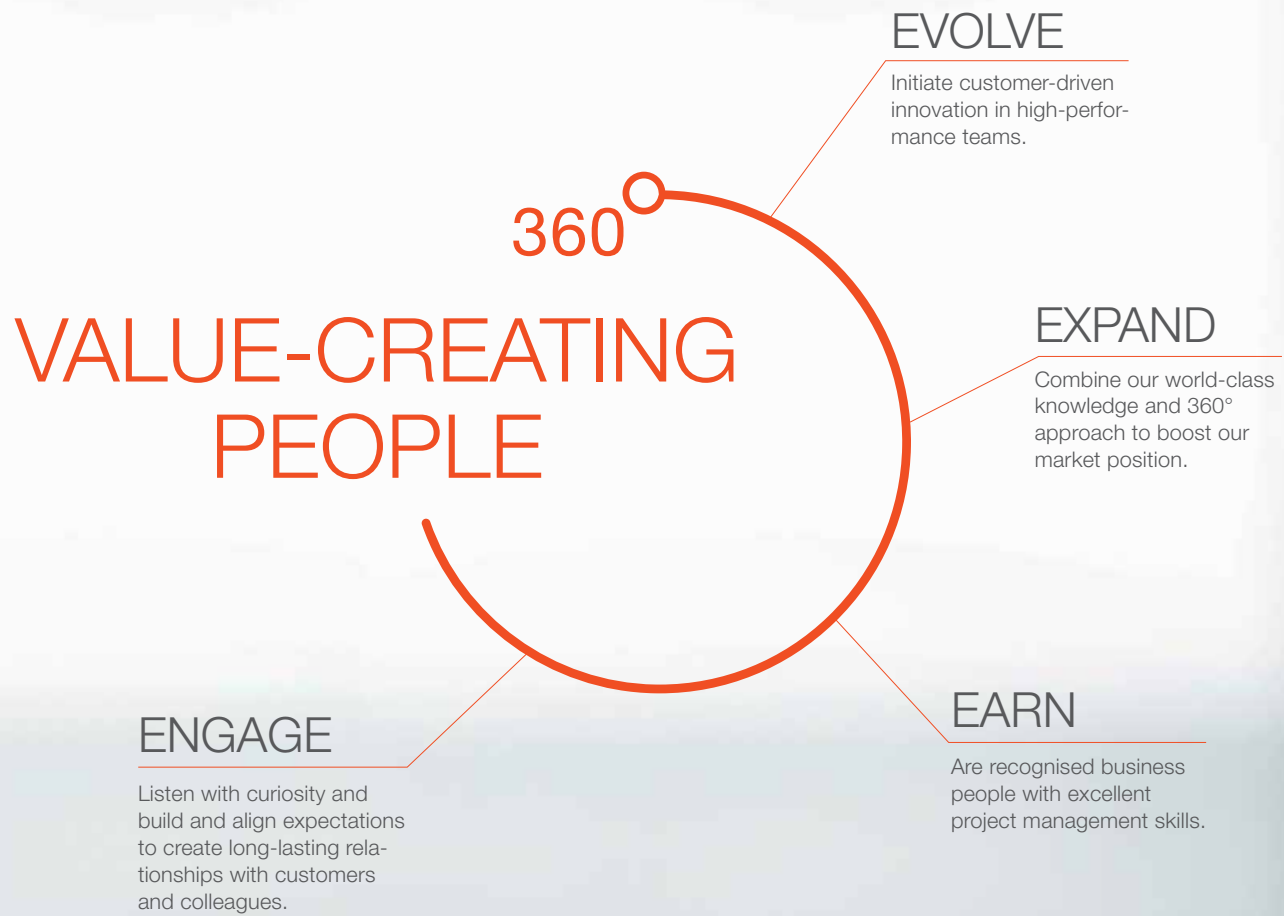 EVOLVE
Initiate customer-driven
innovation in high-perfor-
mance teams.
360
VALUE-CREATING
PEOPLE
EXPAND
Combine our world-class
knowledge and 360°
approach to boost our
market position.
EARN
Are recognised business
people with excellent
project management skills.
ENGAGE
Listen with curiosity and
build and align expectations
to create long-lasting rela-
tionships with customers
and colleagues.